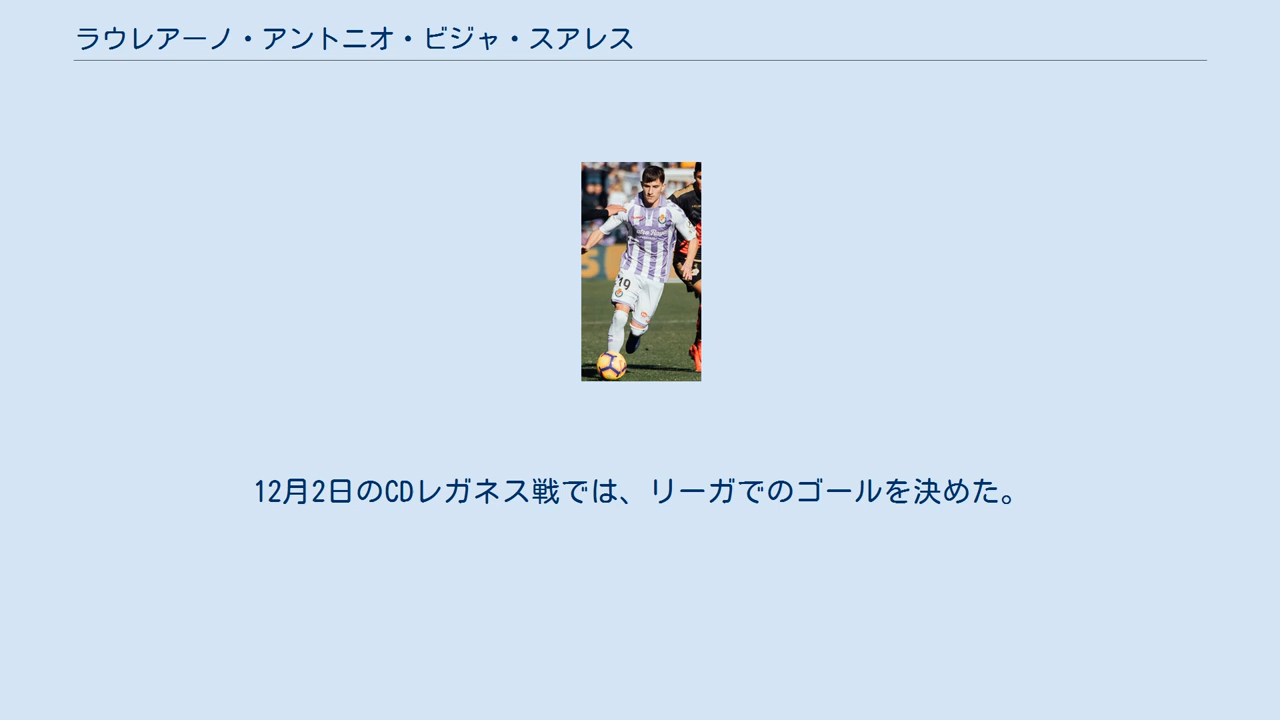 ラウレアーノ・アントニオ・ビジャ・スアレス
19
12月2日のCDレガネス戦では、リーガでのゴールを決めた。